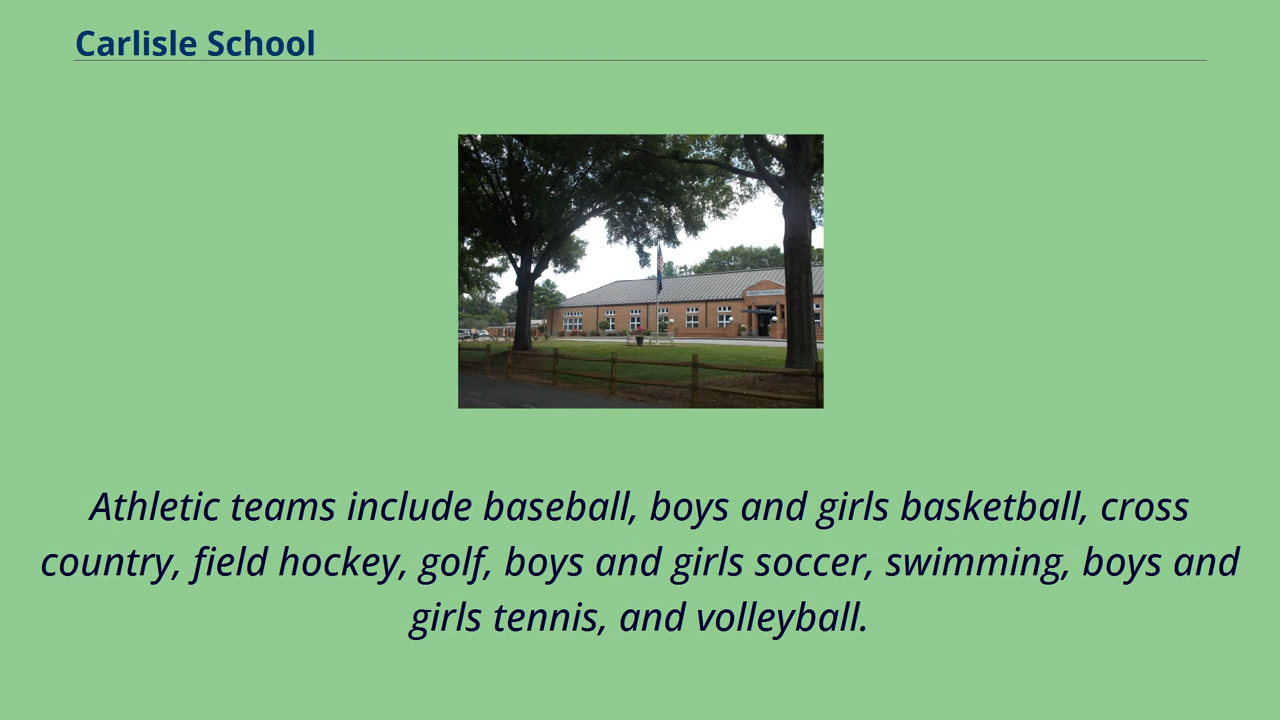 Carlisle School
Athletic teams include baseball, boys and girls basketball, cross
country, field hockey, golf, boys and girls soccer, swimming, boys and
girls tennis, and volleyball.